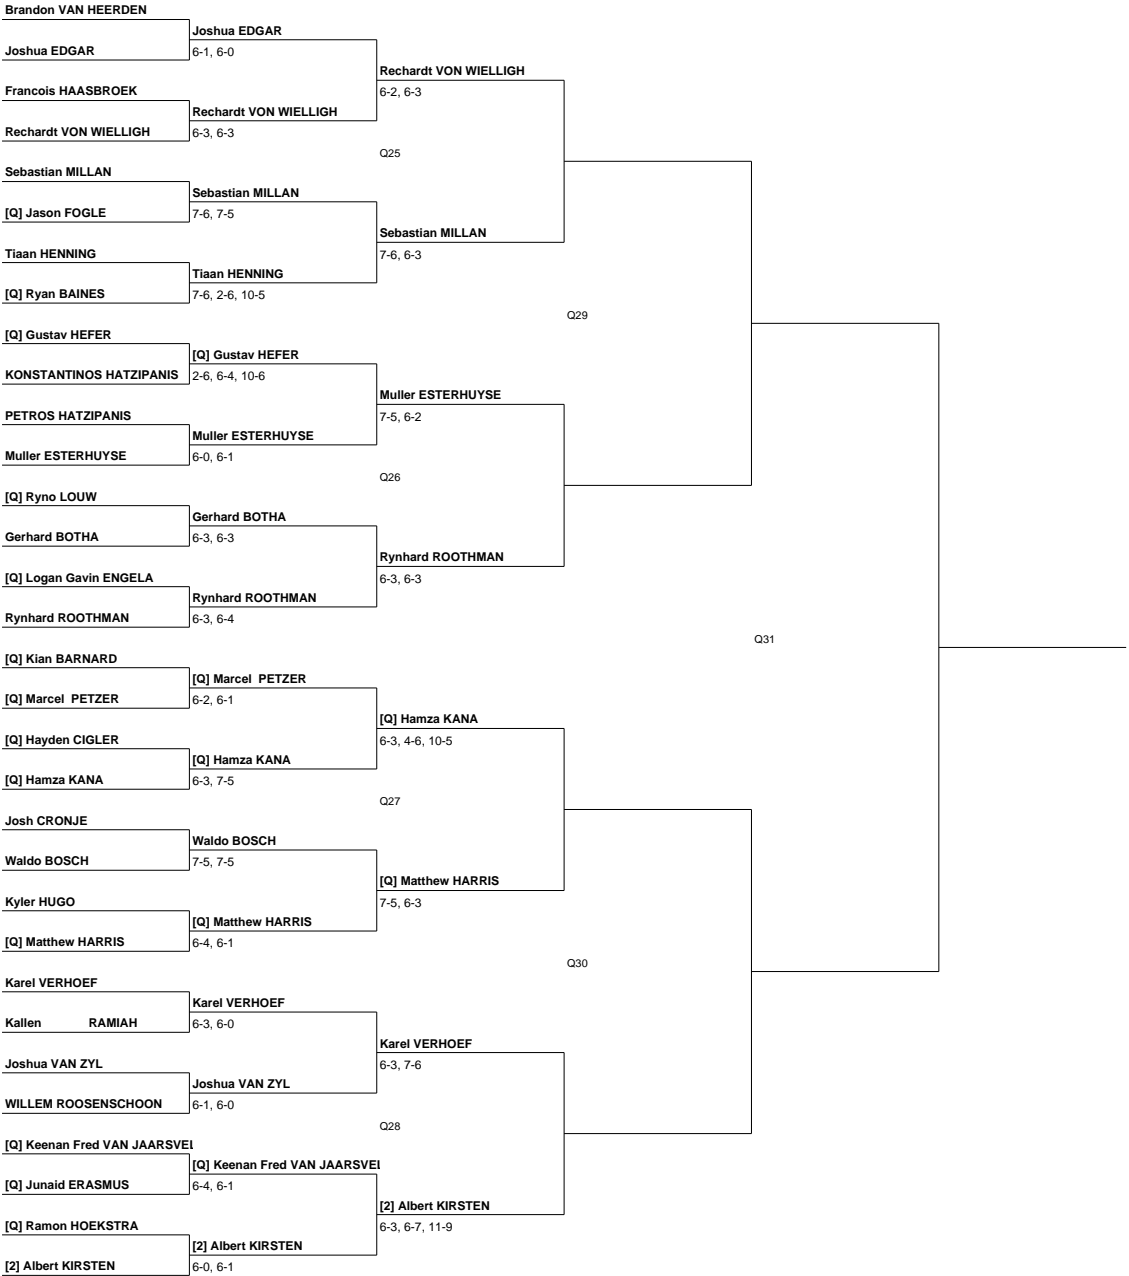 Brandon VAN HEERDEN
Joshua EDGAR
Joshua EDGAR
6-1, 6-0
Rechardt VON WIELLIGH
Francois HAASBROEK
6-2, 6-3
Rechardt VON WIELLIGH
Rechardt VON WIELLIGH
6-3, 6-3
Q25
Sebastian MILLAN
Sebastian MILLAN
[Q] Jason FOGLE
7-6, 7-5
Sebastian MILLAN
Tiaan HENNING
7-6, 6-3
Tiaan HENNING
[Q] Ryan BAINES
7-6, 2-6, 10-5
Q29
[Q] Gustav HEFER
[Q] Gustav HEFER
KONSTANTINOS HATZIPANIS
2-6, 6-4, 10-6
Muller ESTERHUYSE
PETROS HATZIPANIS
7-5, 6-2
Muller ESTERHUYSE
Muller ESTERHUYSE
6-0, 6-1
Q26
[Q] Ryno LOUW
Gerhard BOTHA
Gerhard BOTHA
6-3, 6-3
Rynhard ROOTHMAN
[Q] Logan Gavin ENGELA
6-3, 6-3
Rynhard ROOTHMAN
Rynhard ROOTHMAN
6-3, 6-4
Q31
[Q] Kian BARNARD
[Q] Marcel PETZER
[Q] Marcel PETZER
6-2, 6-1
[Q] Hamza KANA
[Q] Hayden CIGLER
6-3, 4-6, 10-5
[Q] Hamza KANA
[Q] Hamza KANA
6-3, 7-5
Q27
Josh CRONJE
Waldo BOSCH
Waldo BOSCH
7-5, 7-5
[Q] Matthew HARRIS
Kyler HUGO
7-5, 6-3
[Q] Matthew HARRIS
[Q] Matthew HARRIS
6-4, 6-1
Q30
Karel VERHOEF
Karel VERHOEF
Kallen RAMIAH
6-3, 6-0
Karel VERHOEF
Joshua VAN ZYL
6-3, 7-6
Joshua VAN ZYL
WILLEM ROOSENSCHOON
6-1, 6-0
Q28
[Q] Keenan Fred VAN JAARSVEL
[Q] Keenan Fred VAN JAARSVEL
[Q] Junaid ERASMUS
6-4, 6-1
[2] Albert KIRSTEN
[Q] Ramon HOEKSTRA
6-3, 6-7, 11-9
[2] Albert KIRSTEN
[2] Albert KIRSTEN
6-0, 6-1